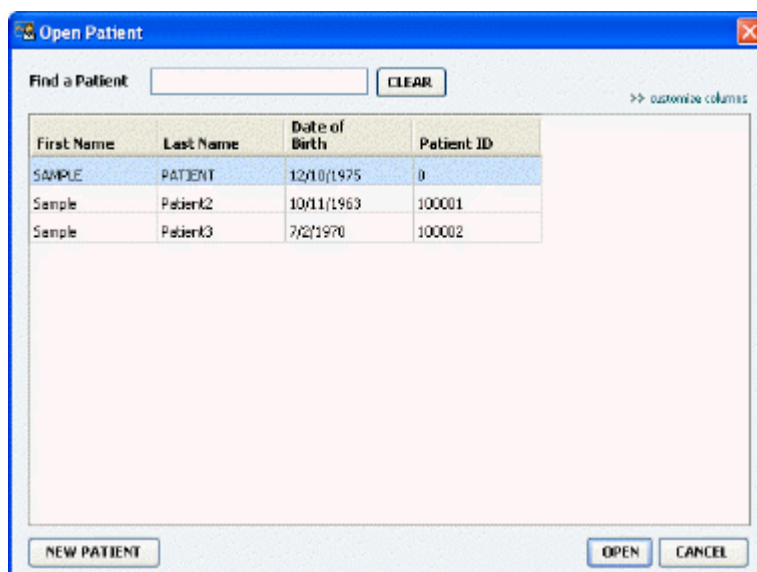 Open Patient
Find a Patient CLEAR
>> customize columns
First Name Last Name Date of Birth Patient ID
SAMPLE PATIENT 12/10/1975 0
Sample Patient2 10/11/1963 100001
Sample Patient3 7/2/1970 100002
NEW PATIENT OPEN CANCEL